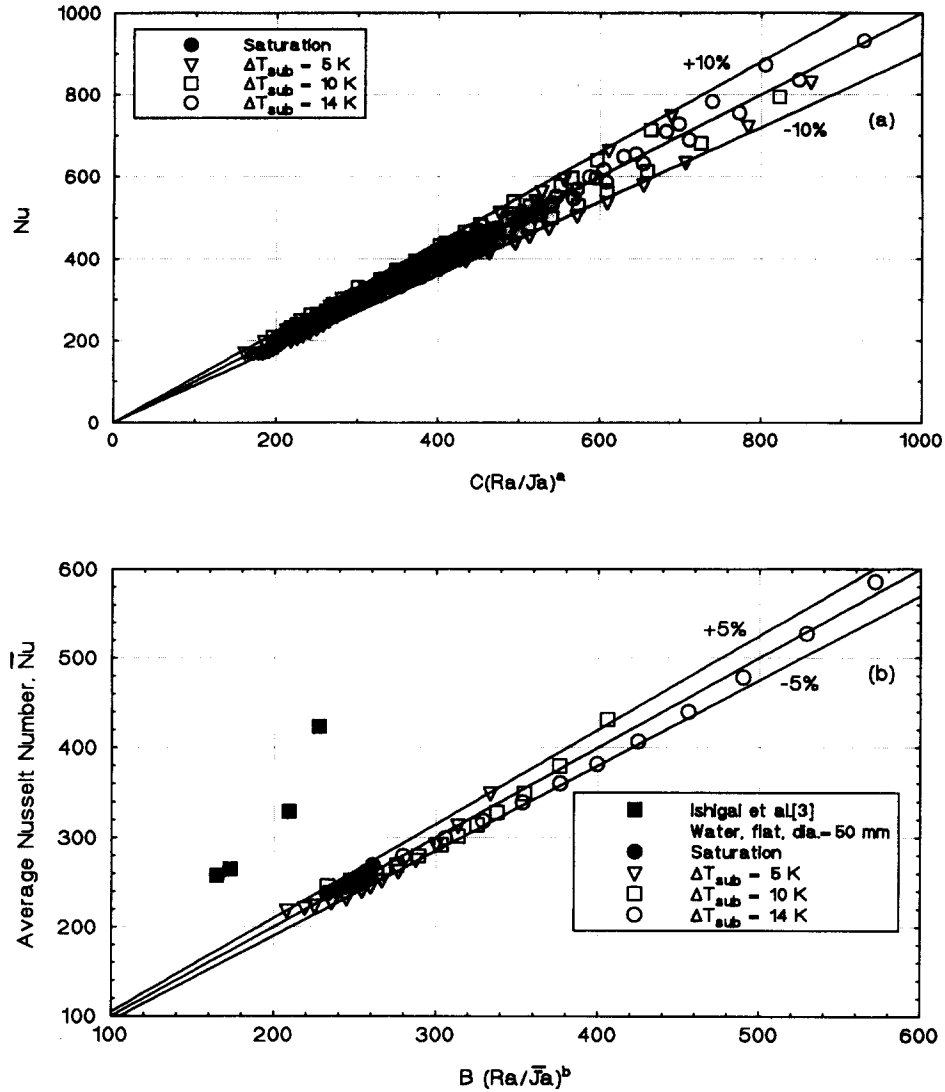 1000
800
600
400
200
0
Nu
Saturation
ΔTsub = 5 K
ΔTsub = 10 K
ΔTsub = 14 K
+10%
(a)
-10%
0 200 400 600 800 1000
C(Ra/Ja)^a
600
500
400
300
200
100
Average Nusselt Number, N̅u
+5%
(b)
-5%
Ishigai et al.[3]
Water, flat, dia.= 50 mm
Saturation
ΔTsub = 5 K
ΔTsub = 10 K
ΔTsub = 14 K
100 200 300 400 500 600
B (Ra/J̅a)^b